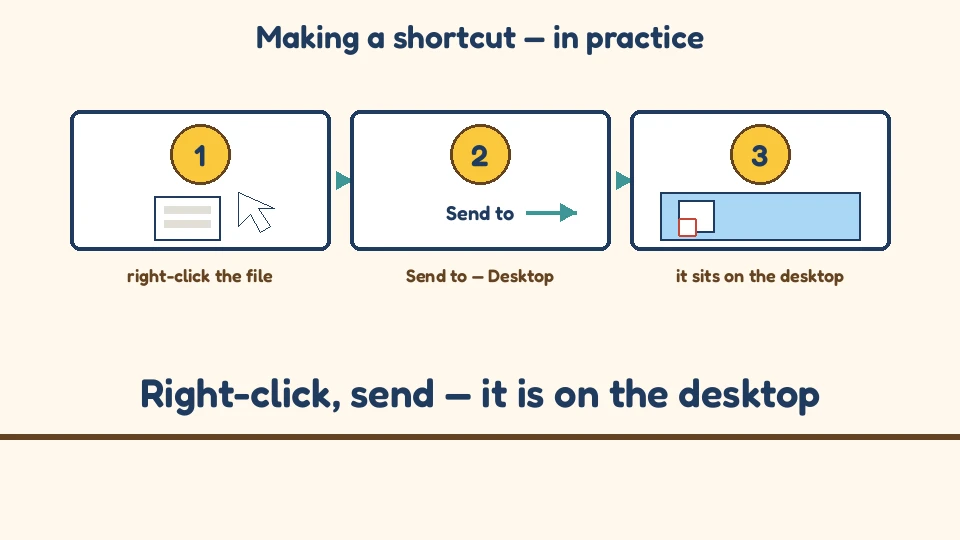 Making a shortcut — in practice
1
2
3
Send to
right-click the file
Send to — Desktop
it sits on the desktop
Right-click, send — it is on the desktop